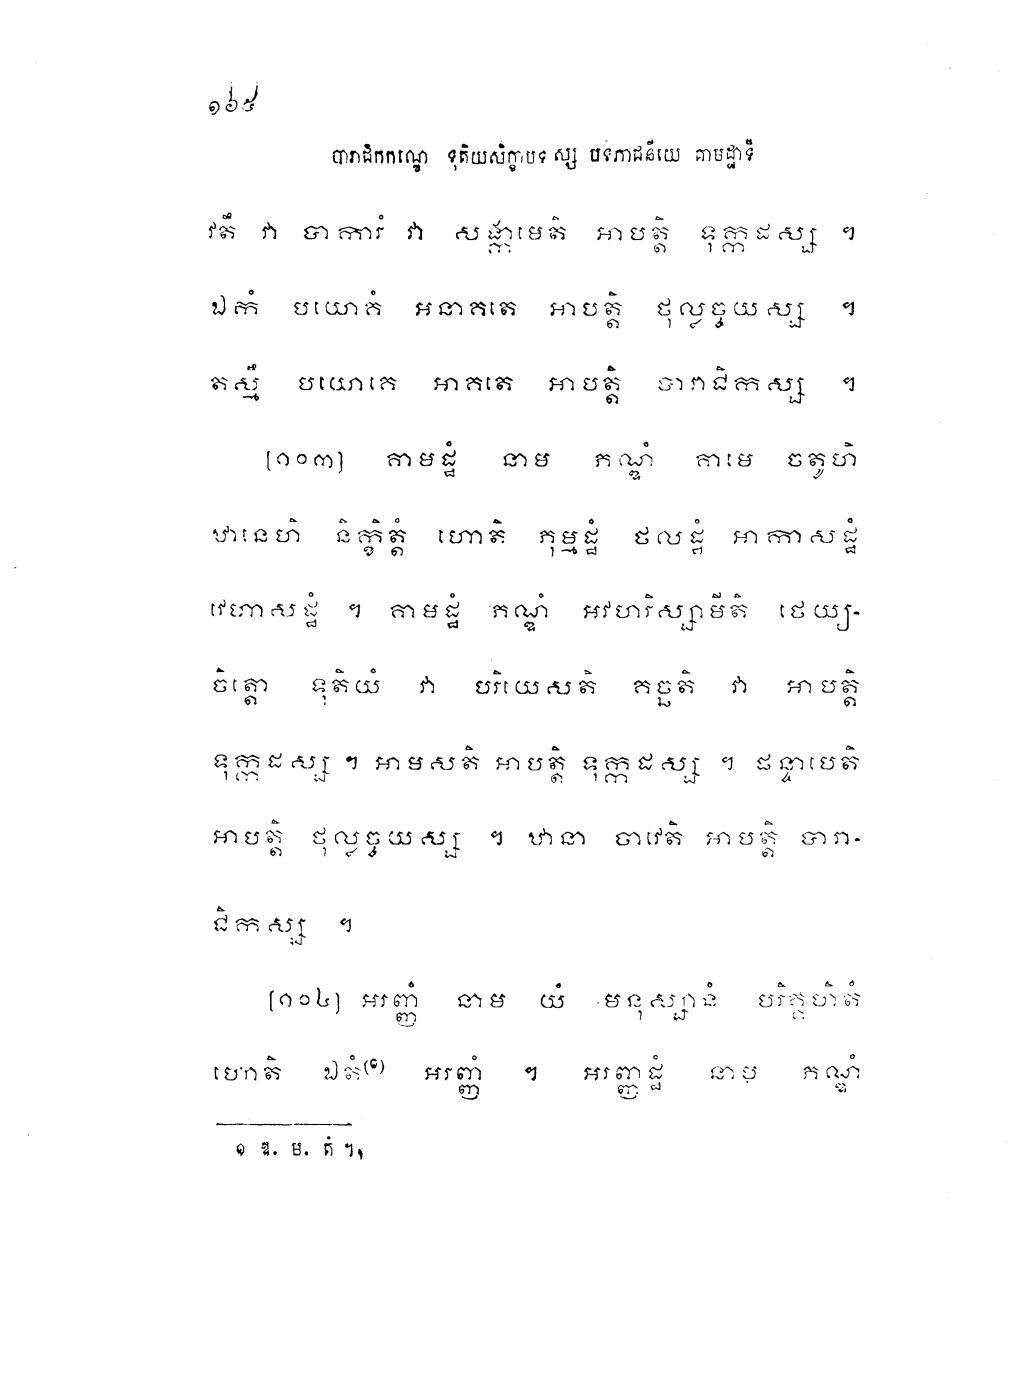 ១៦៥
បារាជិកកណ្ឌេ ទុតិយសិក្ខាបទស្ស បទភាជនីយេ គាមដ្ឋាទិ
វតឹ វា បាការំ វា សង្កាមេតិ អាបត្តិ ទុក្កដស្ស ។
ឯកំ បយោគំ អនាគតេ អាបត្តិ ថុល្លច្ចយស្ស ។
តស្មឹ បយោគេ អាគតេ អាបត្តិ បារាជិកស្ស ។
[១០៣] គាមដ្ឋំ នាម ភណ្ឌំ គាមេ ចតូហិ
ឋានេហិ និក្ខិត្តំ ហោតិ ភុម្មដ្ឋំ ថលដ្ឋំ អាកាសដ្ឋំ
វេហាសដ្ឋំ ។ គាមដ្ឋំ ភណ្ឌំ អវហរិស្សាមីតិ ថេយ្យ-
ចិត្តោ ទុតិយំ វា បរិយេសតិ គច្ឆតិ វា អាបត្តិ
ទុក្កដស្ស ។ អាមសតិ អាបត្តិ ទុក្កដស្ស ។ ផន្ទាបេតិ
អាបត្តិ ថុល្លច្ចយស្ស ។ ឋានា ចាវេតិ អាបត្តិ បារា-
ជិកស្ស ។
[១០៤] អរញ្ញំ នាម យំ មនុស្សានំ បរិគ្គហិតំ
ហោតិ ឯតំ(១) អរញ្ញំ ។ អរញ្ញដ្ឋំ នាម ភណ្ឌំ
១ ឱ. ម. តំ ។